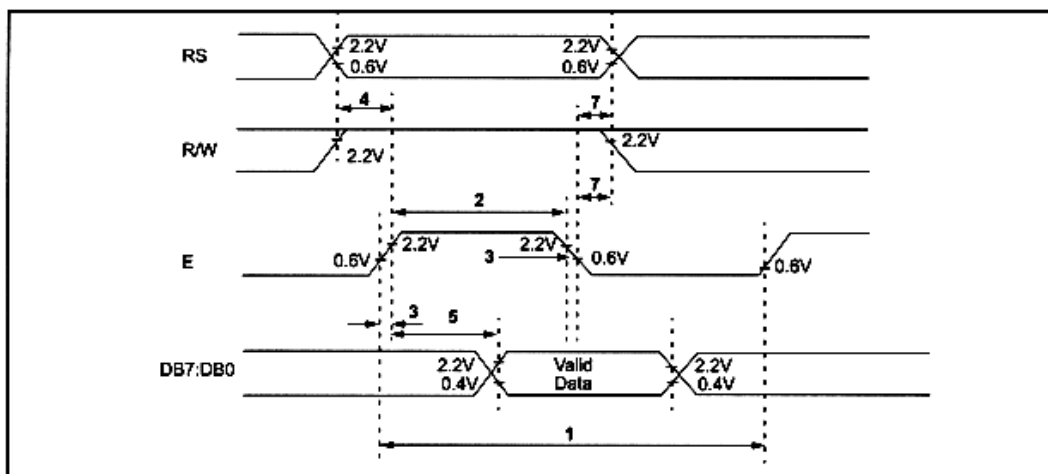 RS
2.2V
0.6V
2.2V
0.6V
4
7
R/W
2.2V
2.2V
7
2
E
0.6V
2.2V
2.2V
3
0.6V
0.6V
3
5
DB7:DB0
2.2V
0.4V
Valid
Data
2.2V
0.4V
1